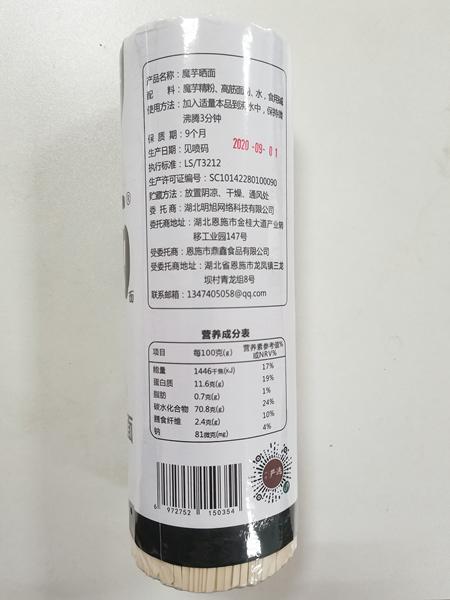 产品名称：魔芋晒面
配 料：魔芋精粉、高筋面粉、水、食用碱
使用方法：加入适量本品到沸水中，保持沸
腾3分钟
保 质 期：9个月
生产日期：见喷码
2020-09-01
执行标准：LS/T3212
生产许可证编号：SC10142280100090
贮藏方法：放置阴凉、干燥、通风处
委 托 商：湖北明旭网络科技有限公司
委托商地址：湖北恩施市金桂大道产业转
移工业园147号
受委托商：恩施市鼎鑫食品有限公司
受委托商地址：湖北省恩施市龙凤镇三龙
坝村青龙组8号
联系邮箱：1347405058@qq.com
营养成分表
项目 每100克(g) 营养素参考值%或NRV%
能量 1446千焦(KJ) 17%
蛋白质 11.6克(g) 19%
脂肪 0.7克(g) 1%
碳水化合物 70.8克(g) 24%
膳食纤维 2.4克(g) 10%
钠 81微克(mg) 4%
6 972752 150354
面
面